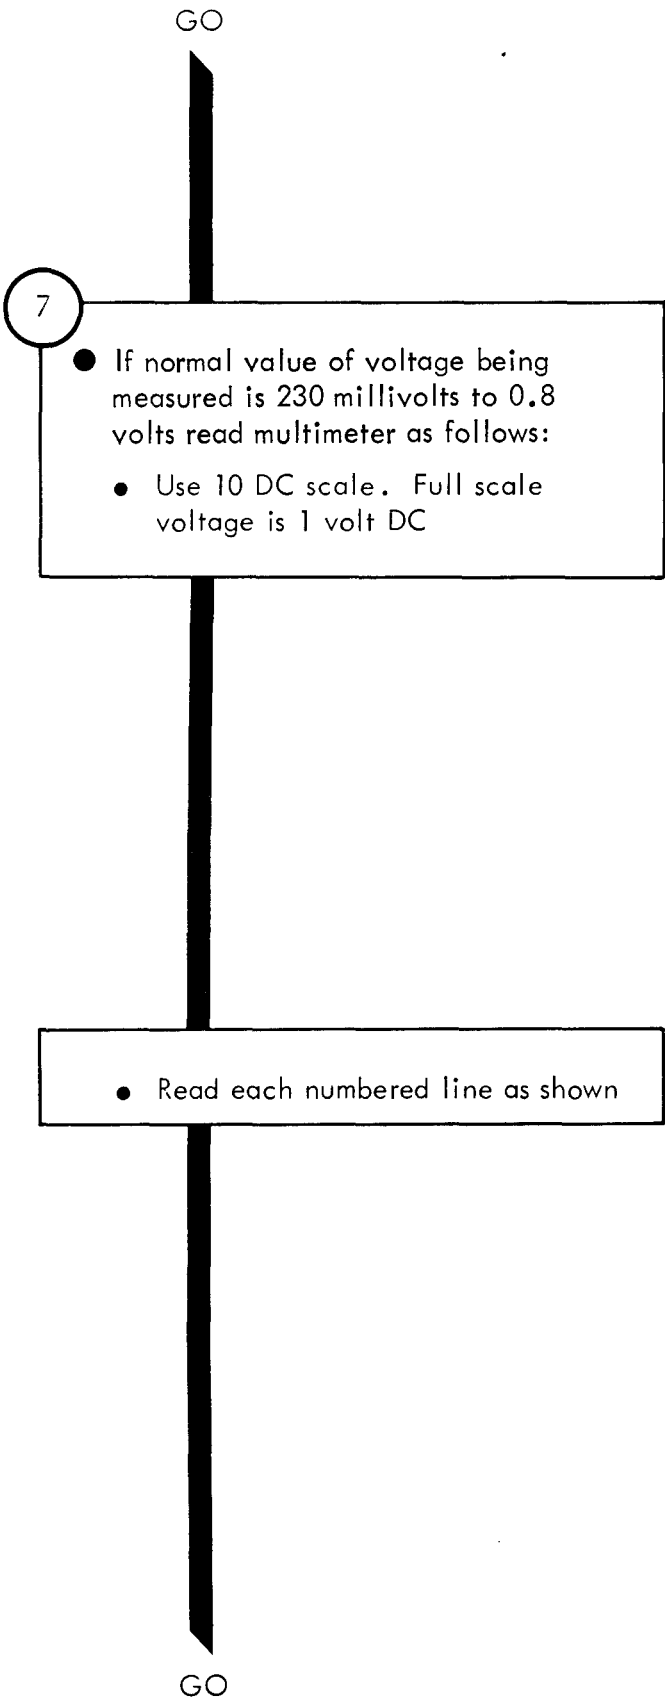 GO
7
● If normal value of voltage being
measured is 230 millivolts to 0.8
volts read multimeter as follows:
● Use 10 DC scale. Full scale
voltage is 1 volt DC
● Read each numbered line as shown
GO